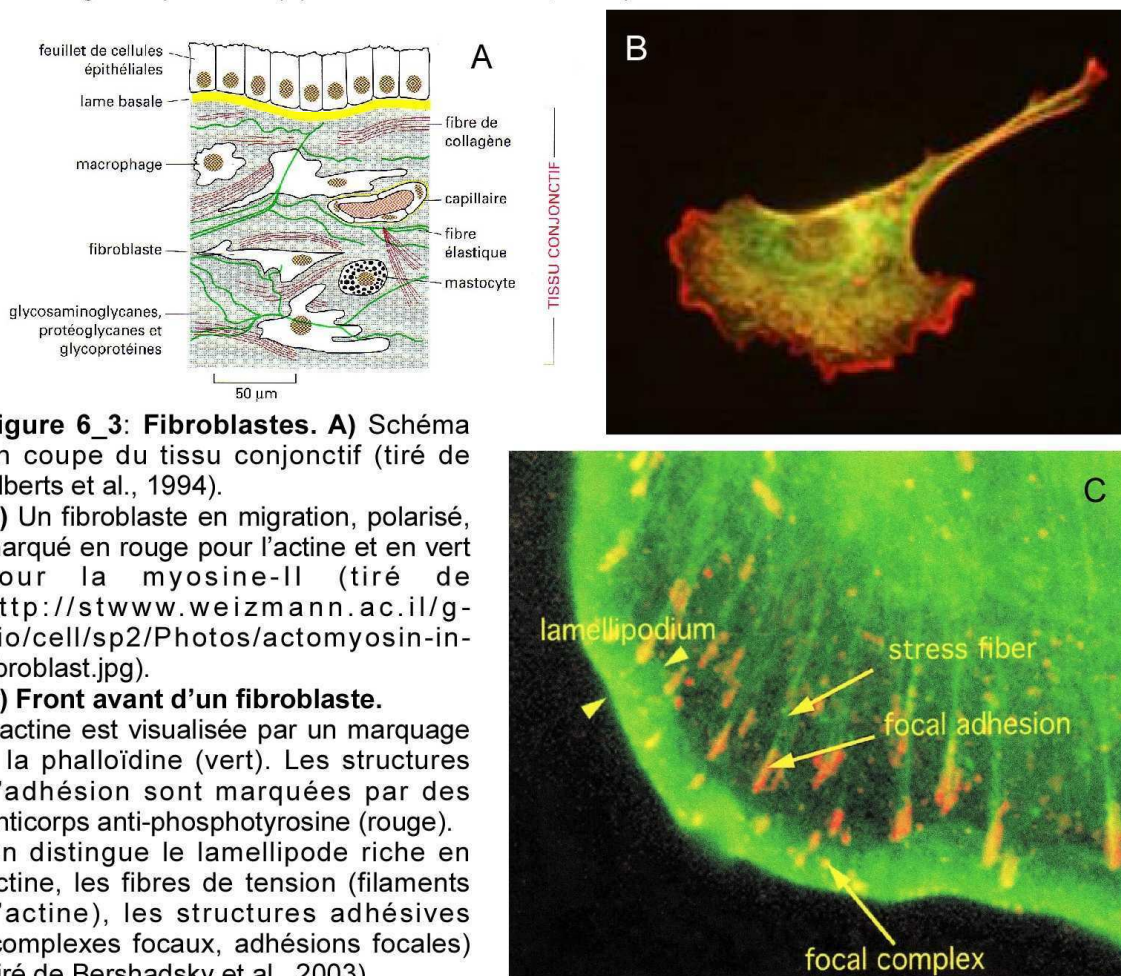 A
feuillet de cellules
épithéliales
lame basale
macrophage
fibroblaste
glycosaminoglycanes,
protéoglycanes et
glycoprotéines
fibre de
collagène
capillaire
fibre
élastique
mastocyte
TISSU CONJONCTIF
50 µm
B
igure 6_3: Fibroblastes. A) Schéma
n coupe du tissu conjonctif (tiré de
lberts et al., 1994).
) Un fibroblaste en migration, polarisé,
arqué en rouge pour l'actine et en vert
our la myosine-II (tiré de
ttp://stwww.weizmann.ac.il/g-
io/cell/sp2/Photos/actomyosin-in-
broblast.jpg).
) Front avant d'un fibroblaste.
actine est visualisée par un marquage
la phalloïdine (vert). Les structures
'adhésion sont marquées par des
nticorps anti-phosphotyrosine (rouge).
n distingue le lamellipode riche en
ctine, les fibres de tension (filaments
'actine), les structures adhésives
complexes focaux, adhésions focales)
iré de Bershadsky et al., 2003)
C
lamellipodium
stress fiber
focal adhesion
focal complex